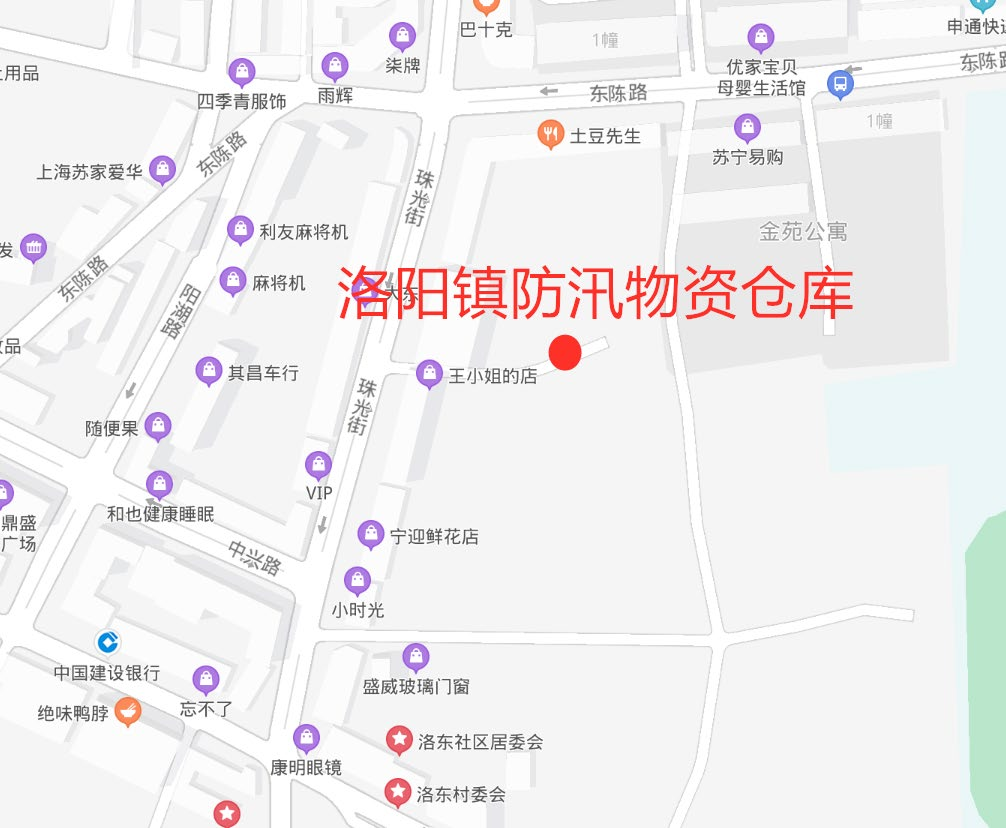 巴十克
申通快递
1幢
柒牌
优家宝贝
母婴生活馆
东陈路
上用品
四季青服饰
雨辉
东陈路
1幢
土豆先生
苏宁易购
东陈路
上海苏家爱华
珠光街
金苑公寓
利友麻将机
发
东陈路
麻将机
大东
洛阳镇防汛物资仓库
阳湖路
品
其昌车行
王小姐的店
珠光街
随便果
VIP
和也健康睡眠
鼎盛
广场
宁迎鲜花店
中兴路
小时光
中国建设银行
盛威玻璃门窗
忘不了
绝味鸭脖
洛东社区居委会
康明眼镜
洛东村委会